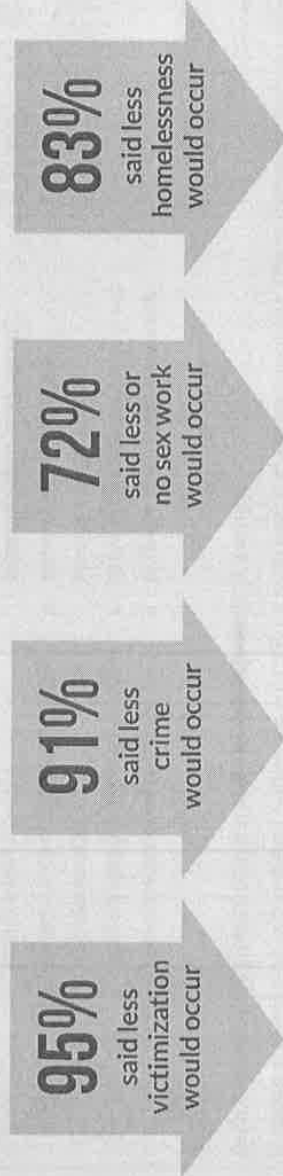 95%
said less
victimization
would occur
91%
said less
crime
would occur
72%
said less or
no sex work
would occur
83%
said less
homelessness
would occur